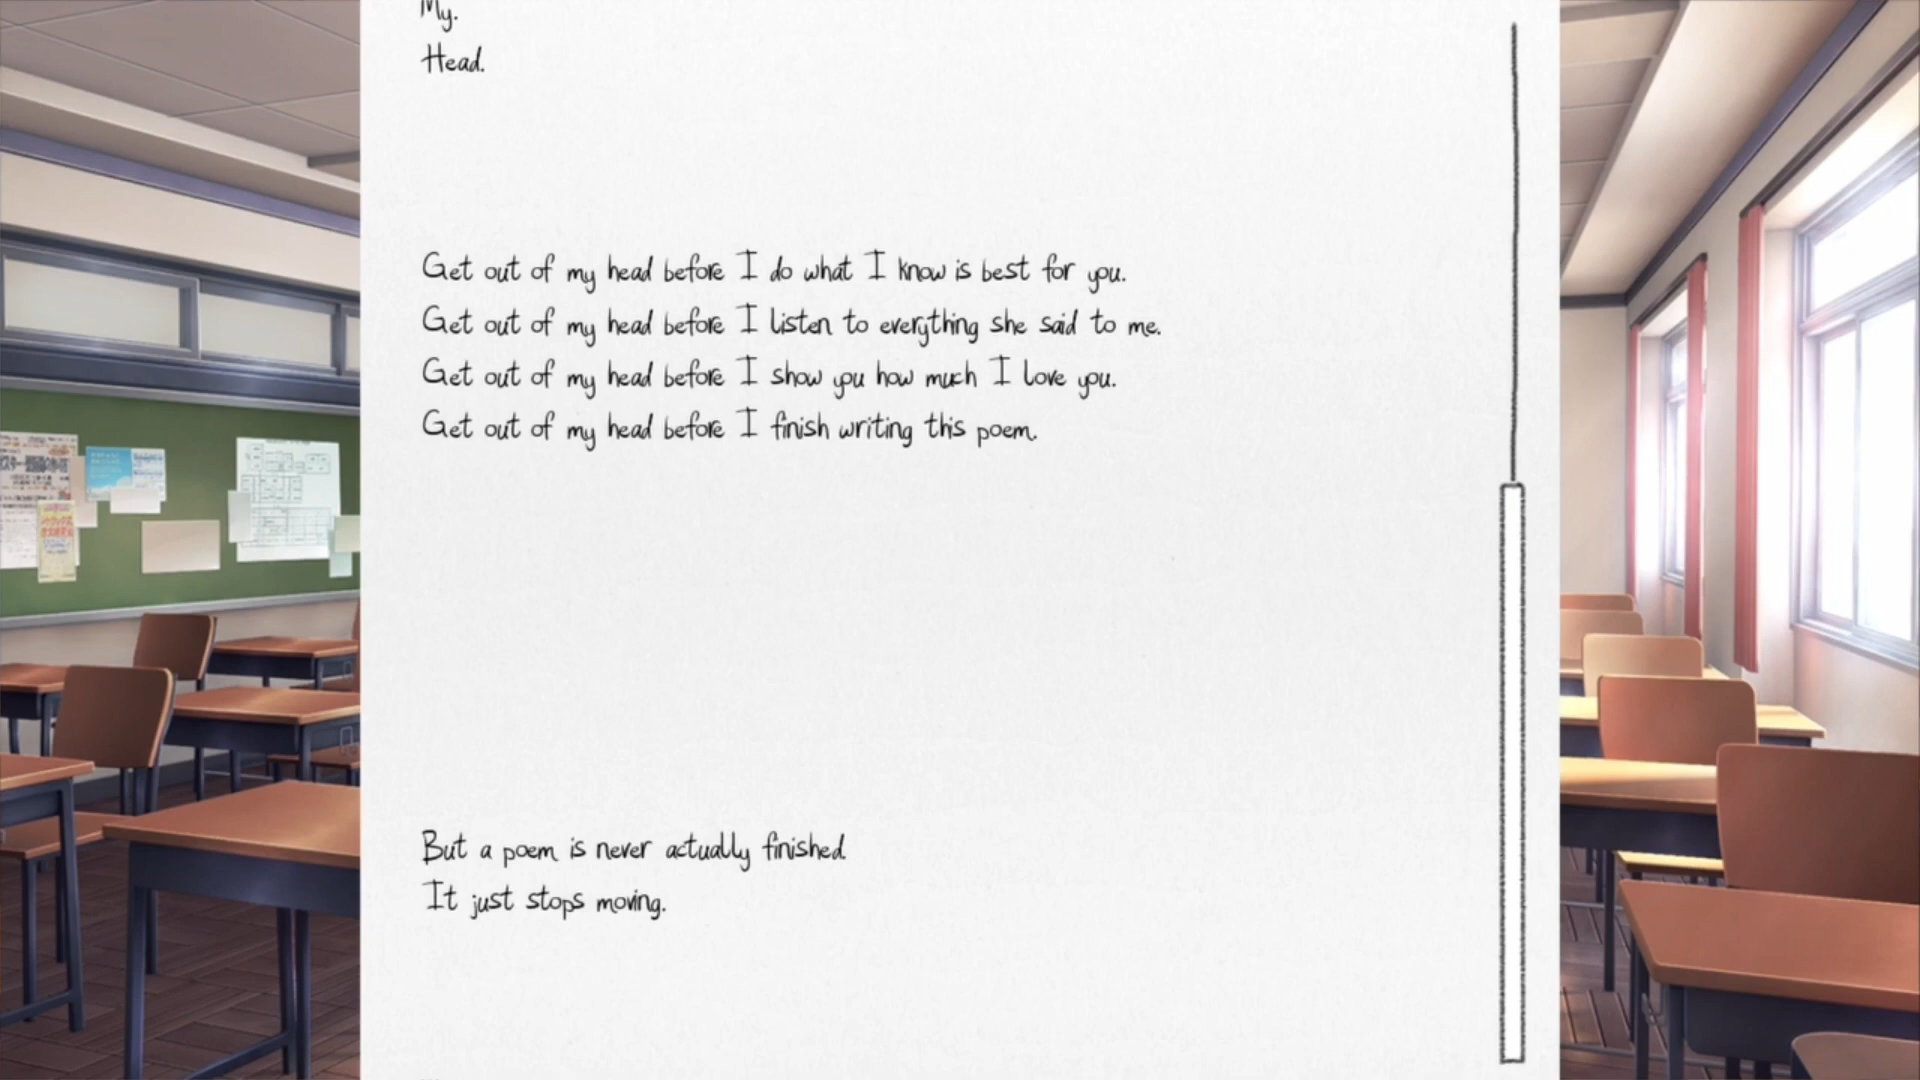 My.
Head.
Get out of my head before I do what I know is best for you.
Get out of my head before I listen to everything she said to me.
Get out of my head before I show you how much I love you.
Get out of my head before I finish writing this poem.
But a poem is never actually finished.
It just stops moving.